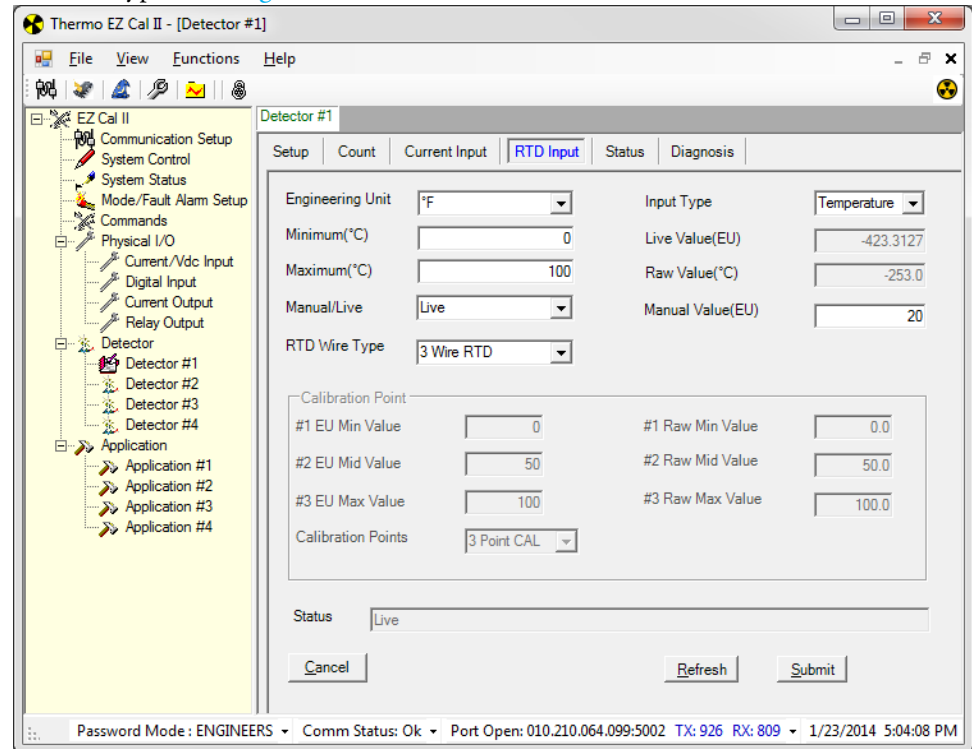 Thermo EZ Cal II - [Detector #1]
File View Functions Help
EZ Cal II
Communication Setup
System Control
System Status
Mode/Fault Alarm Setup
Commands
Physical I/O
Current/Vdc Input
Digital Input
Current Output
Relay Output
Detector
Detector #1
Detector #2
Detector #3
Detector #4
Application
Application #1
Application #2
Application #3
Application #4
Detector #1
Setup Count Current Input RTD Input Status Diagnosis
Engineering Unit °F Input Type Temperature
Minimum(°C) 0 Live Value(EU) -423.3127
Maximum(°C) 100 Raw Value(°C) -253.0
Manual/Live Live Manual Value(EU) 20
RTD Wire Type 3 Wire RTD
Calibration Point
#1 EU Min Value 0 #1 Raw Min Value 0.0
#2 EU Mid Value 50 #2 Raw Mid Value 50.0
#3 EU Max Value 100 #3 Raw Max Value 100.0
Calibration Points 3 Point CAL
Status Live
Cancel Refresh Submit
Password Mode : ENGINEERS Comm Status: Ok Port Open: 010.210.064.099:5002 TX: 926 RX: 809 1/23/2014 5:04:08 PM